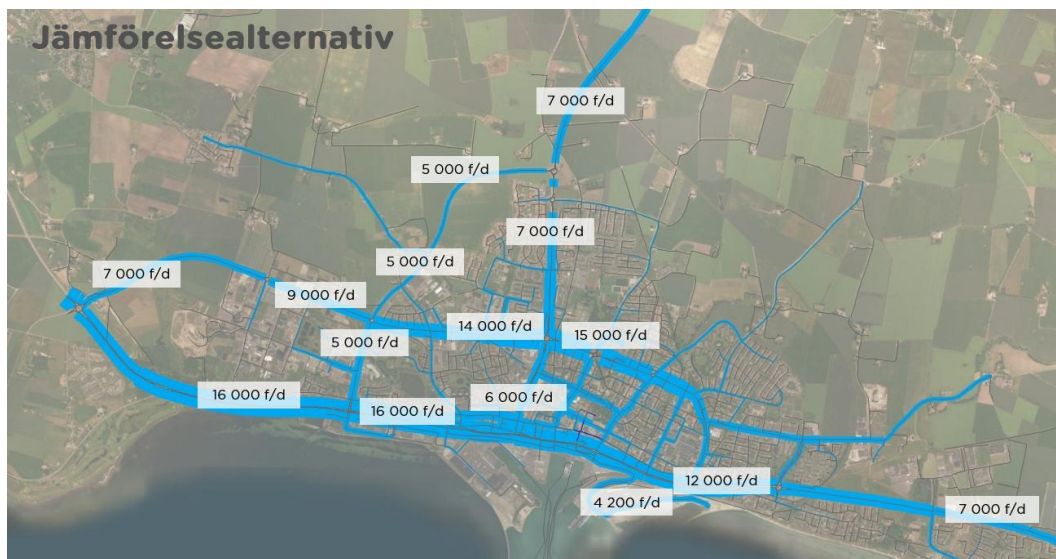 Jämförelsealternativ
7 000 f/d
5 000 f/d
7 000 f/d
5 000 f/d
7 000 f/d
9 000 f/d
14 000 f/d
15 000 f/d
5 000 f/d
16 000 f/d
6 000 f/d
16 000 f/d
12 000 f/d
4 200 f/d
7 000 f/d